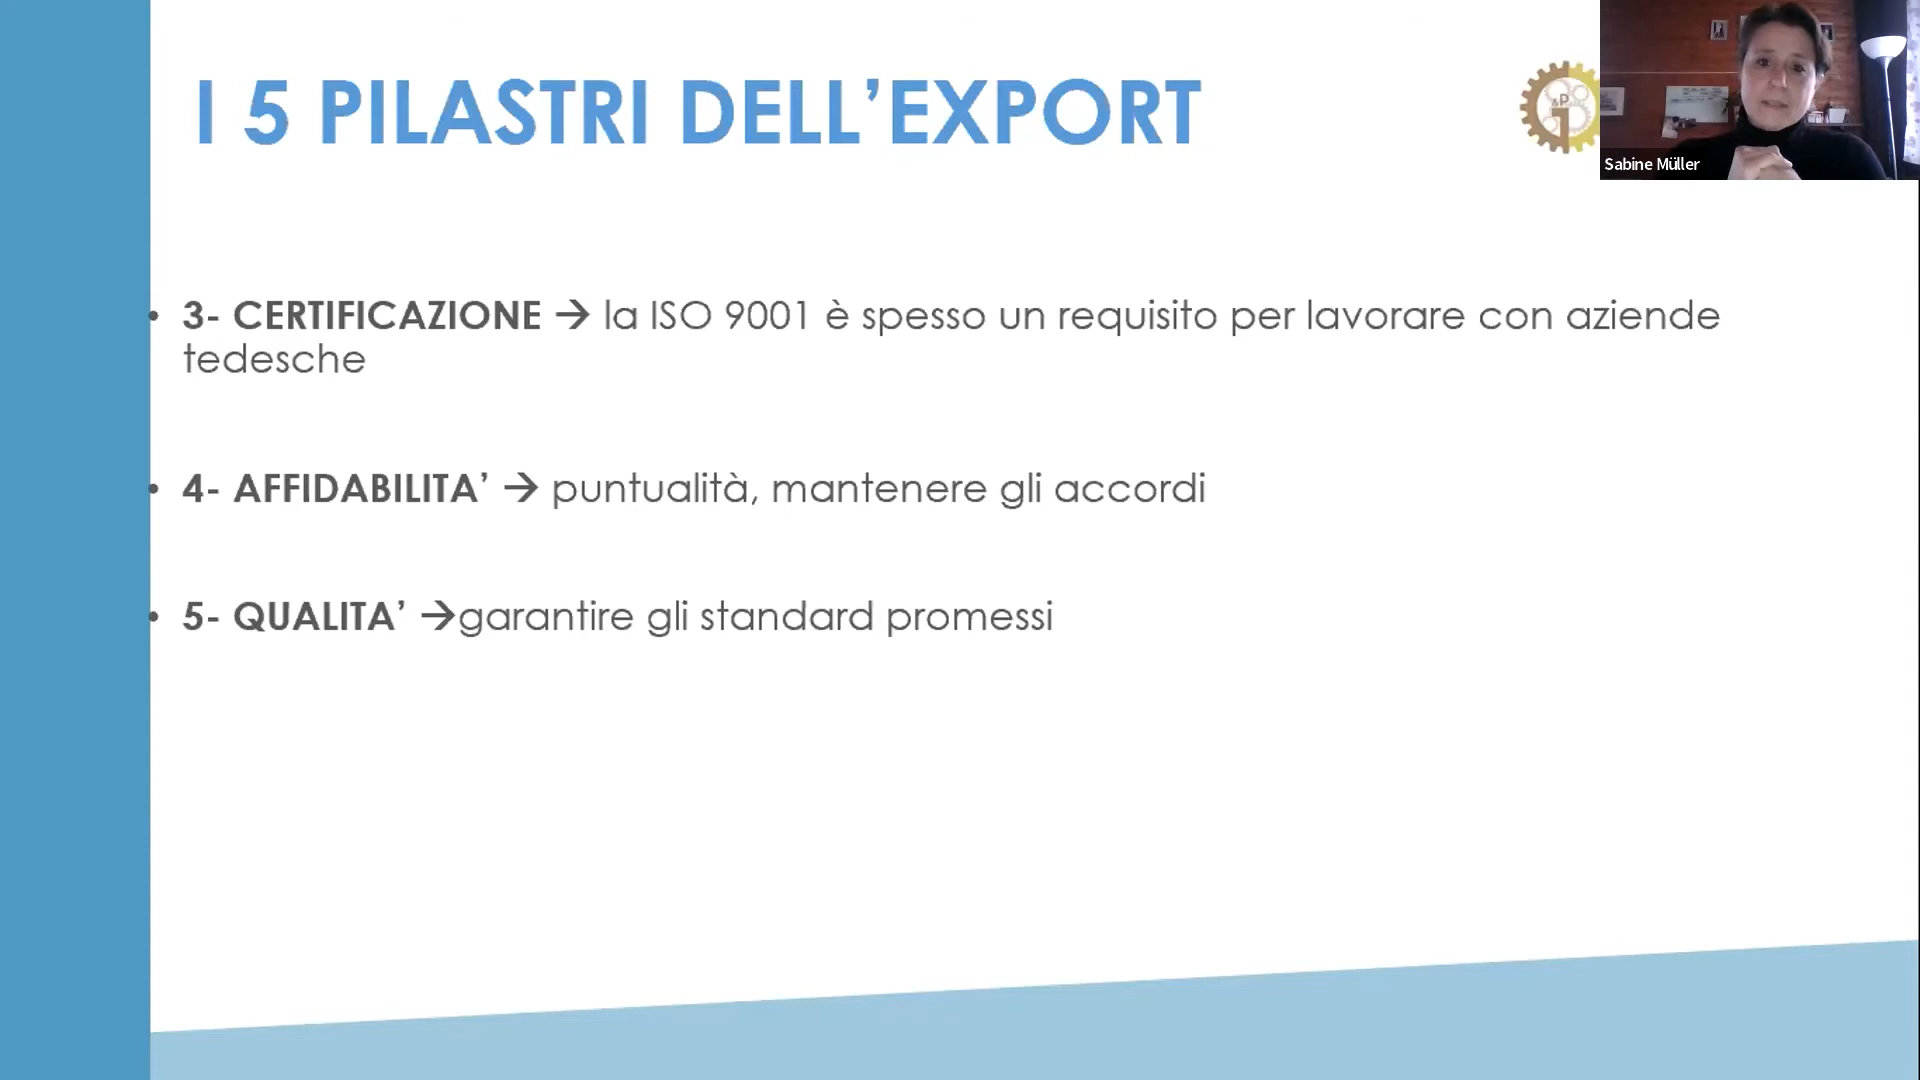 I 5 PILASTRI DELL’EXPORT
&P
Sabine Müller
• 3- CERTIFICAZIONE → la ISO 9001 è spesso un requisito per lavorare con aziende
tedesche
• 4- AFFIDABILITA’ → puntualità, mantenere gli accordi
• 5- QUALITA’ →garantire gli standard promessi